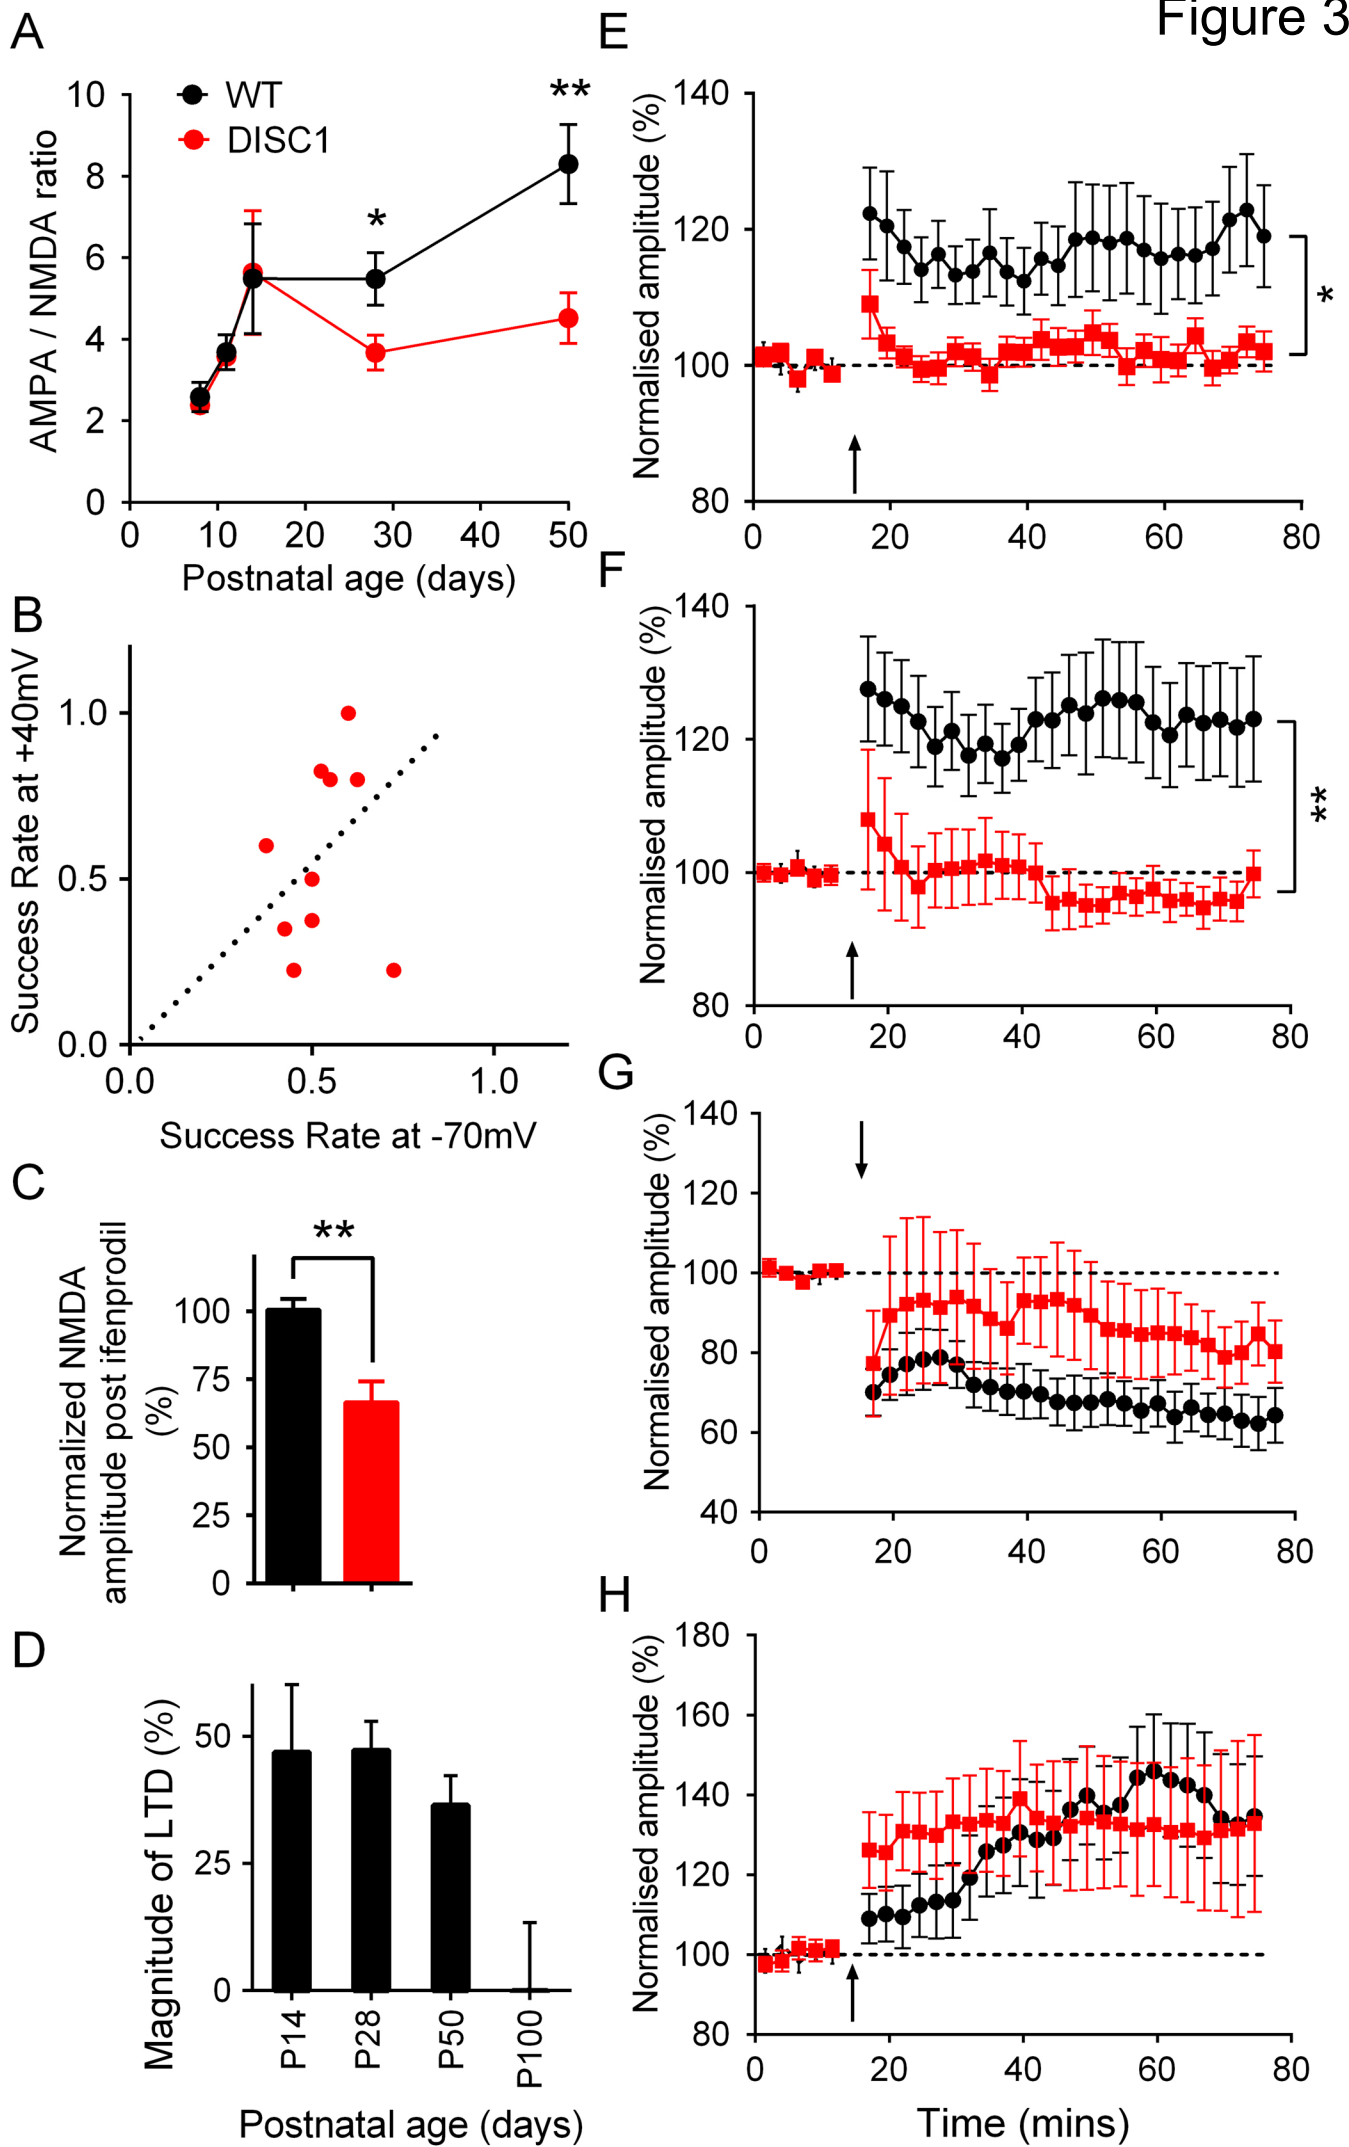 Figure 3
A
WT
DISC1
**
*
AMPA / NMDA ratio
10
8
6
4
2
0
0 10 20 30 40 50
Postnatal age (days)
B
Success Rate at +40mV
1.0
0.5
0.0
0.0 0.5 1.0
Success Rate at -70mV
C
**
Normalized NMDA
amplitude post ifenprodil
(%)
100
75
50
25
0
D
Magnitude of LTD (%)
50
25
0
P14 P28 P50 P100
Postnatal age (days)
E
Normalised amplitude (%)
140
120
100
80
0 20 40 60 80
*
F
Normalised amplitude (%)
140
120
100
80
0 20 40 60 80
**
G
Normalised amplitude (%)
140
120
100
80
60
40
0 20 40 60 80
H
Normalised amplitude (%)
180
160
140
120
100
80
0 20 40 60 80
Time (mins)